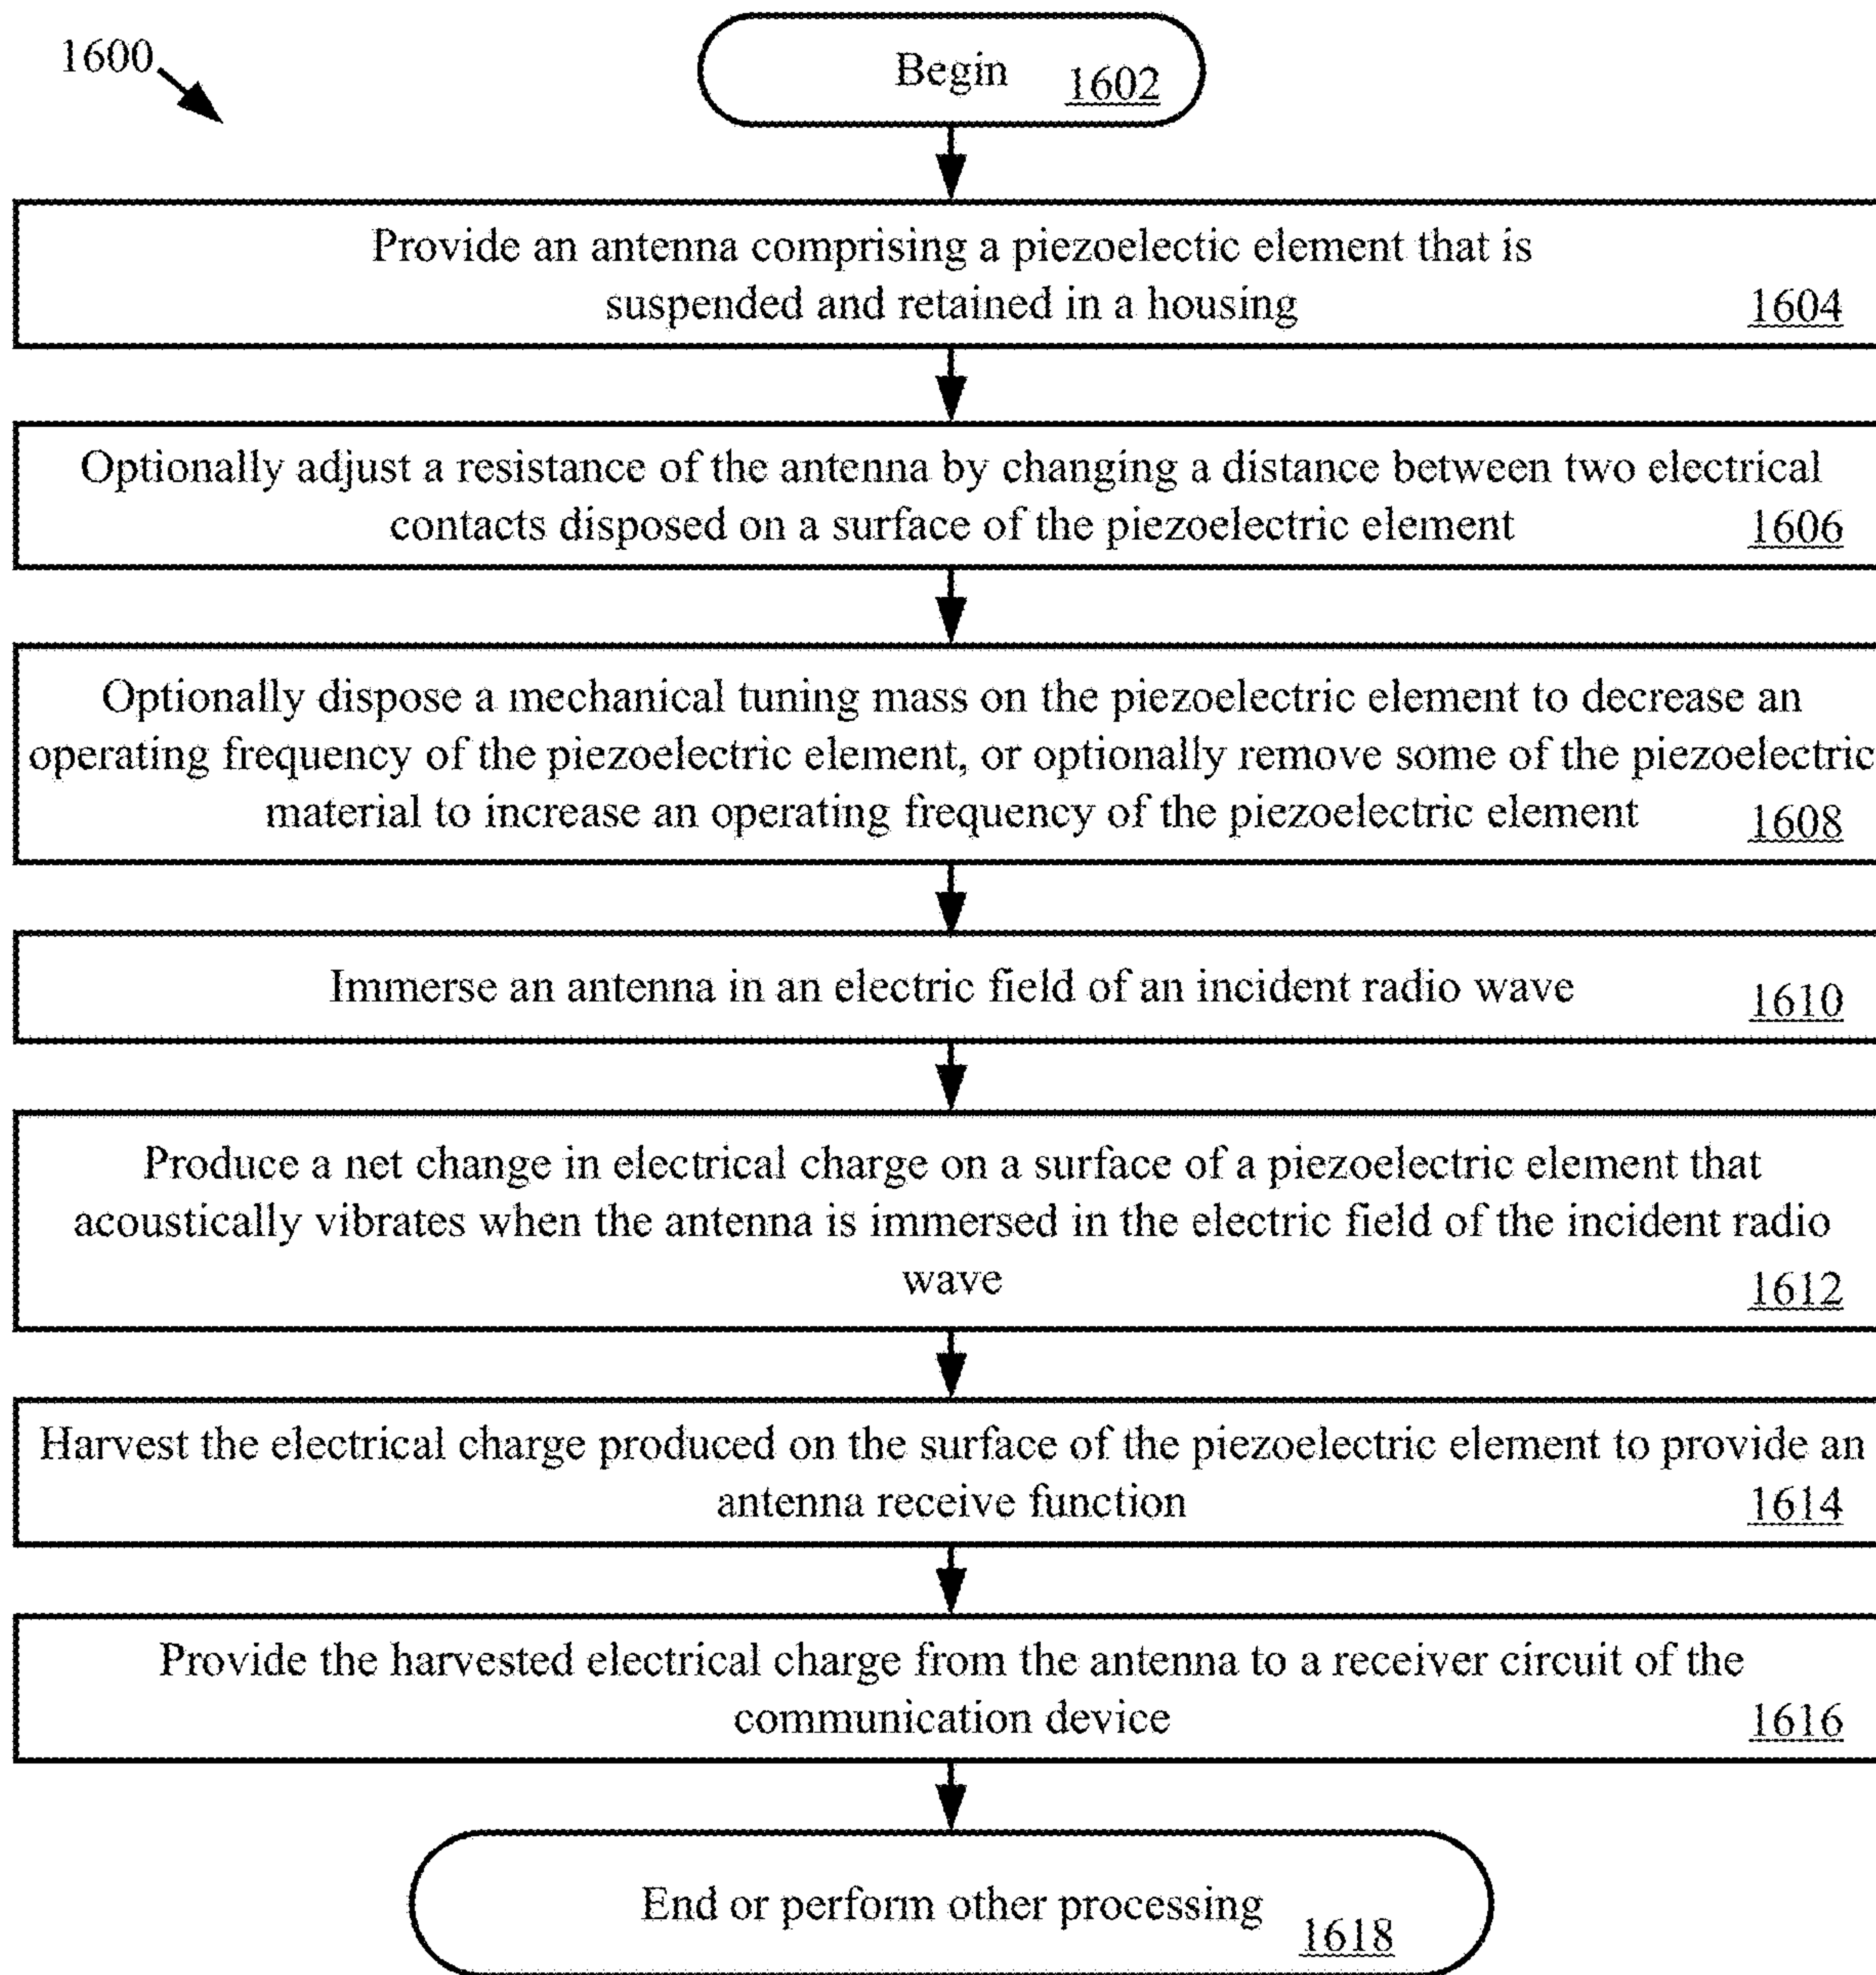 1600
Begin 1602
Provide an antenna comprising a piezoelectic element that is
suspended and retained in a housing 1604
Optionally adjust a resistance of the antenna by changing a distance between two electrical
contacts disposed on a surface of the piezoelectric element 1606
Optionally dispose a mechanical tuning mass on the piezoelectric element to decrease an
operating frequency of the piezoelectric element, or optionally remove some of the piezoelectric
material to increase an operating frequency of the piezoelectric element 1608
Immerse an antenna in an electric field of an incident radio wave 1610
Produce a net change in electrical charge on a surface of a piezoelectric element that
acoustically vibrates when the antenna is immersed in the electric field of the incident radio
wave 1612
Harvest the electrical charge produced on the surface of the piezoelectric element to provide an
antenna receive function 1614
Provide the harvested electrical charge from the antenna to a receiver circuit of the
communication device 1616
End or perform other processing 1618